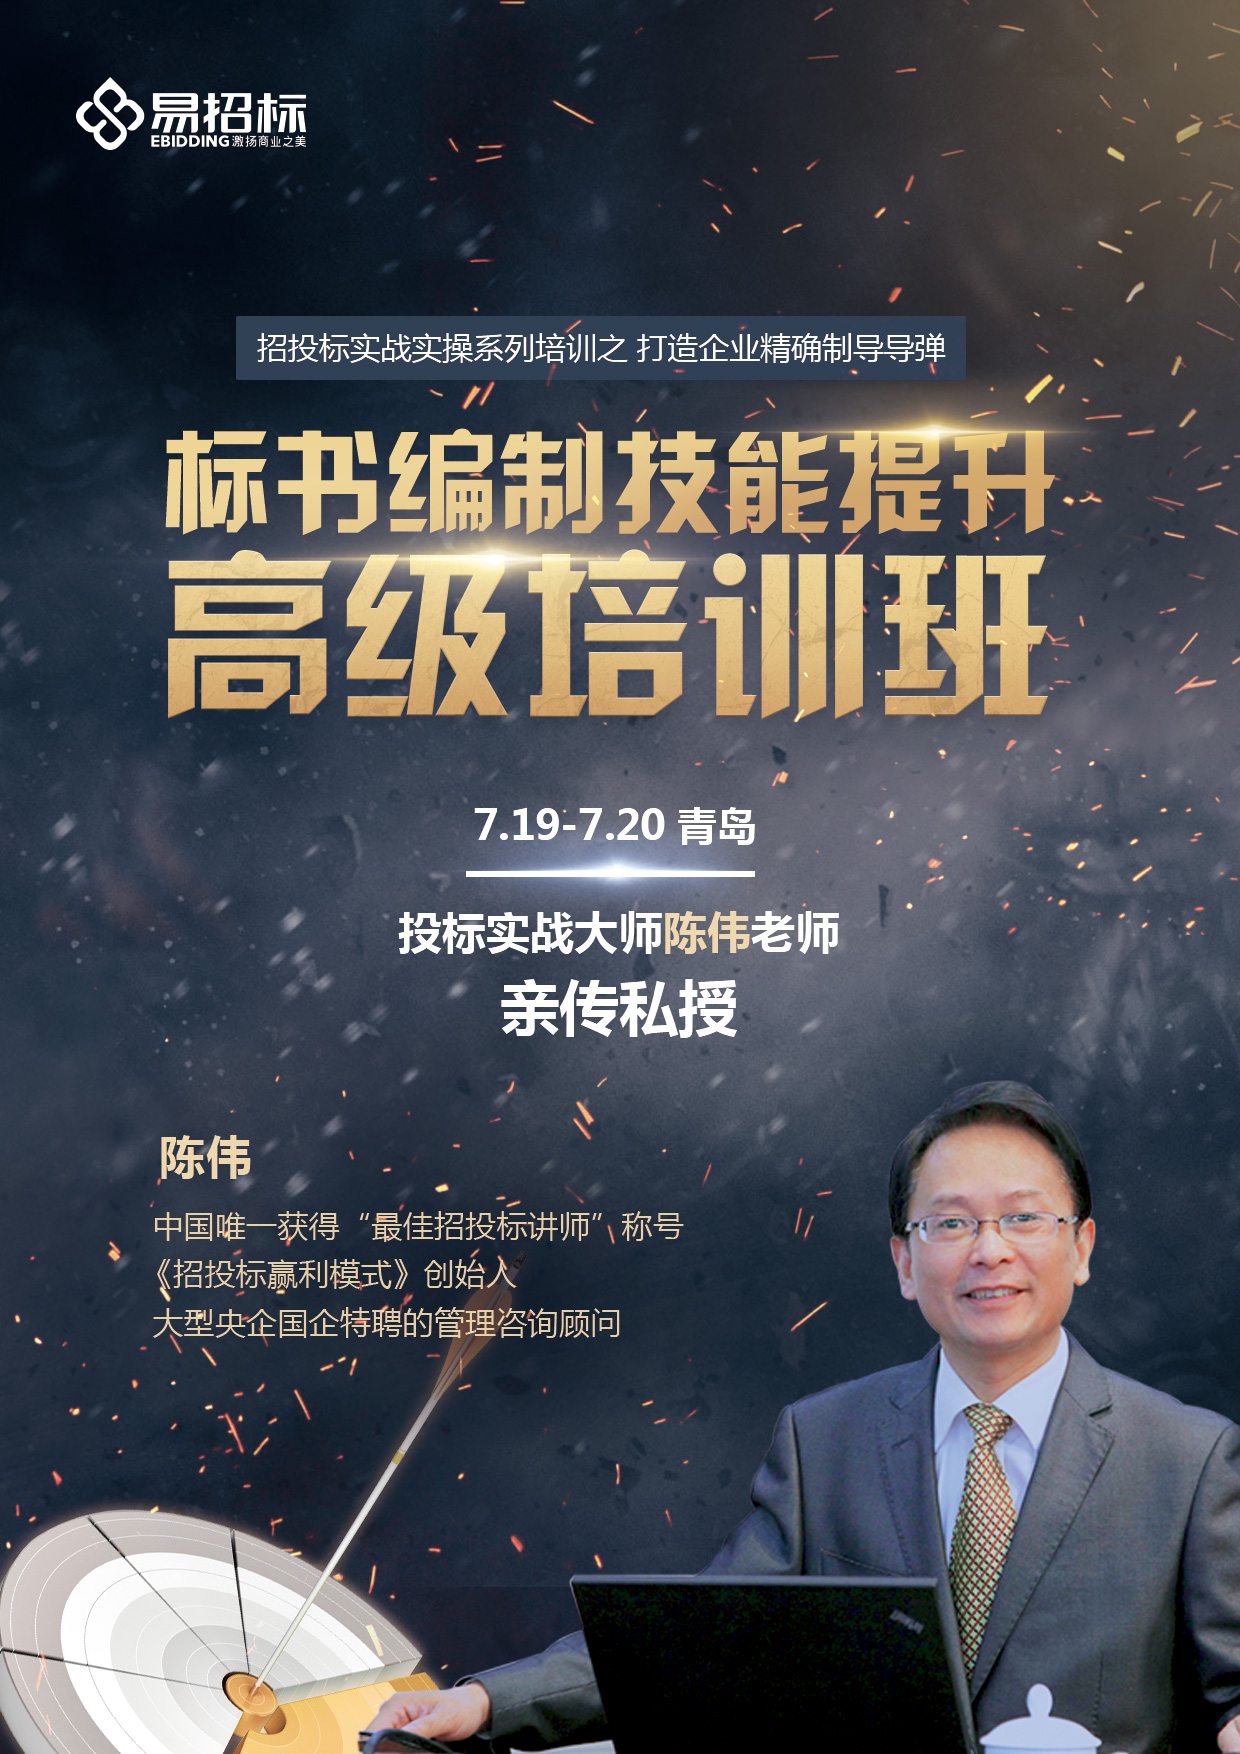 易招标
EBIDDING 激扬商业之美
招投标实战实操系列培训之 打造企业精确制导导弹
标书编制技能提升
高级培训班
7.19-7.20 青岛
投标实战大师陈伟老师
亲传私授
陈伟
中国唯一获得“最佳招投标讲师”称号
《招投标赢利模式》创始人
大型央企国企特聘的管理咨询顾问